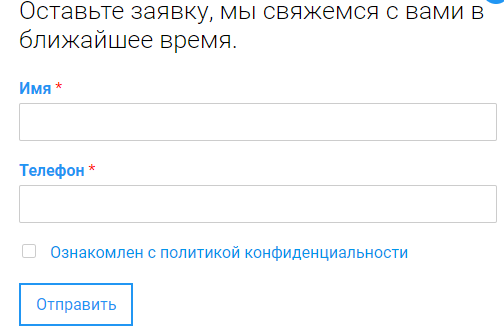 Оставьте заявку, мы свяжемся с вами в
ближайшее время.
Имя *
Телефон *
Ознакомлен с политикой конфиденциальности
Отправить